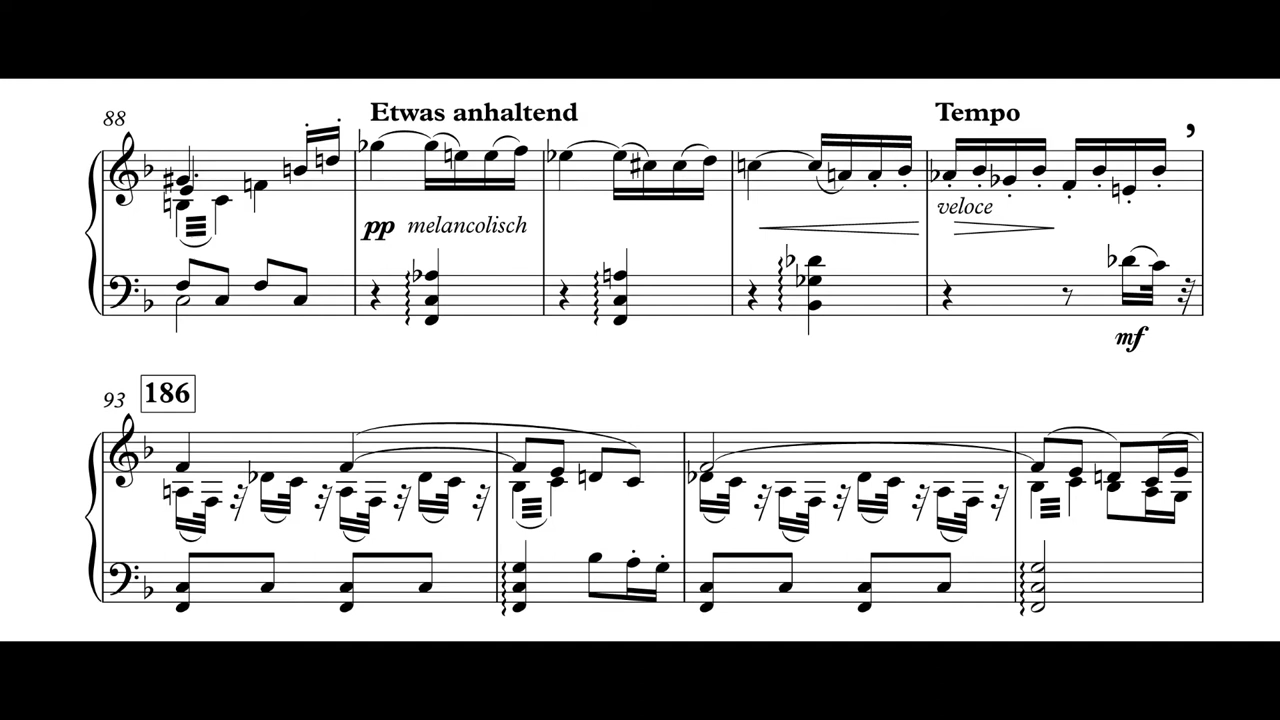 88
Etwas anhaltend
Tempo
pp melancolisch
veloce
mf
93
186